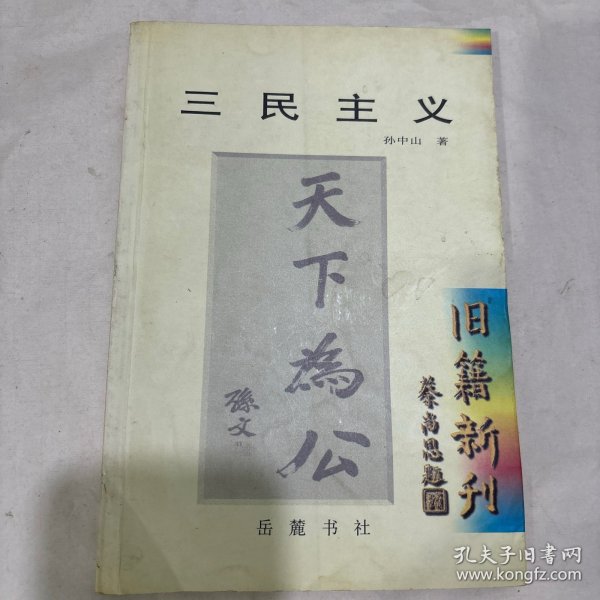 三民主义
孙中山 著
天下為公
孫文
旧籍新刊
蔡尚思题
岳麓书社
孔夫子旧书网
www.kongfz.com